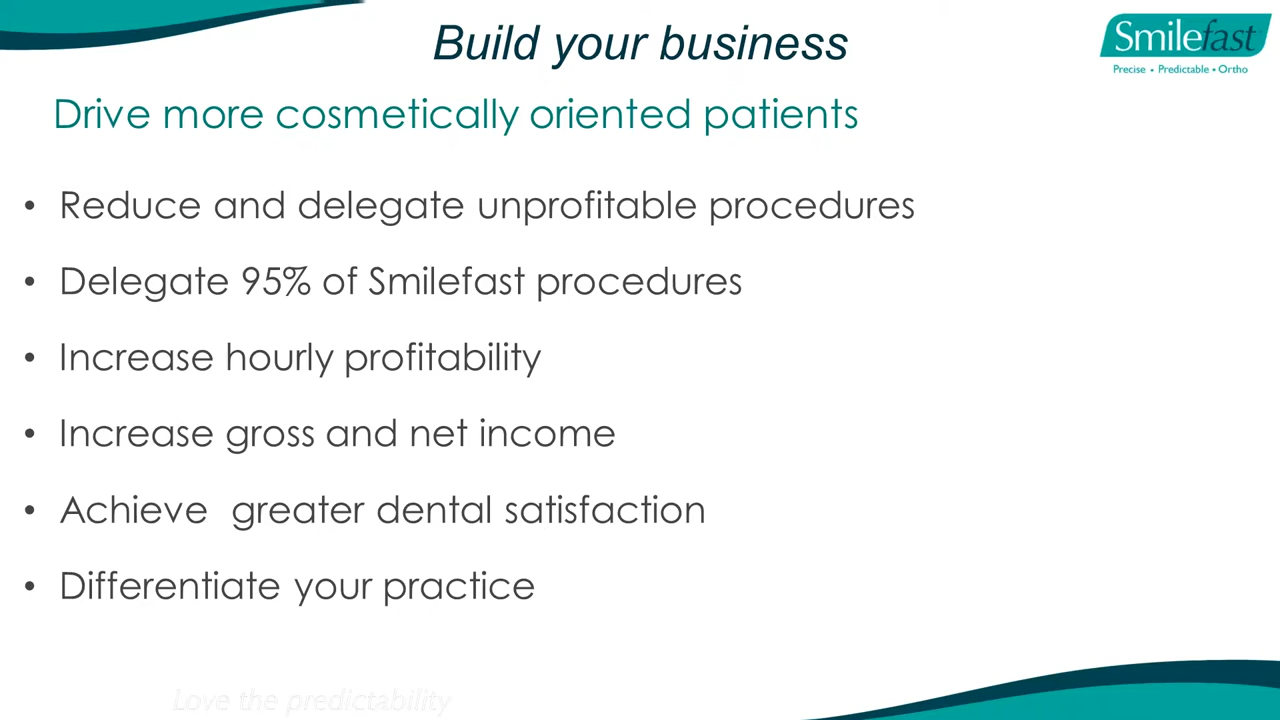 Build your business
Smilefast
Precise • Predictable • Ortho
Drive more cosmetically oriented patients
• Reduce and delegate unprofitable procedures
• Delegate 95% of Smilefast procedures
• Increase hourly profitability
• Increase gross and net income
• Achieve  greater dental satisfaction
• Differentiate your practice
Love the predictability